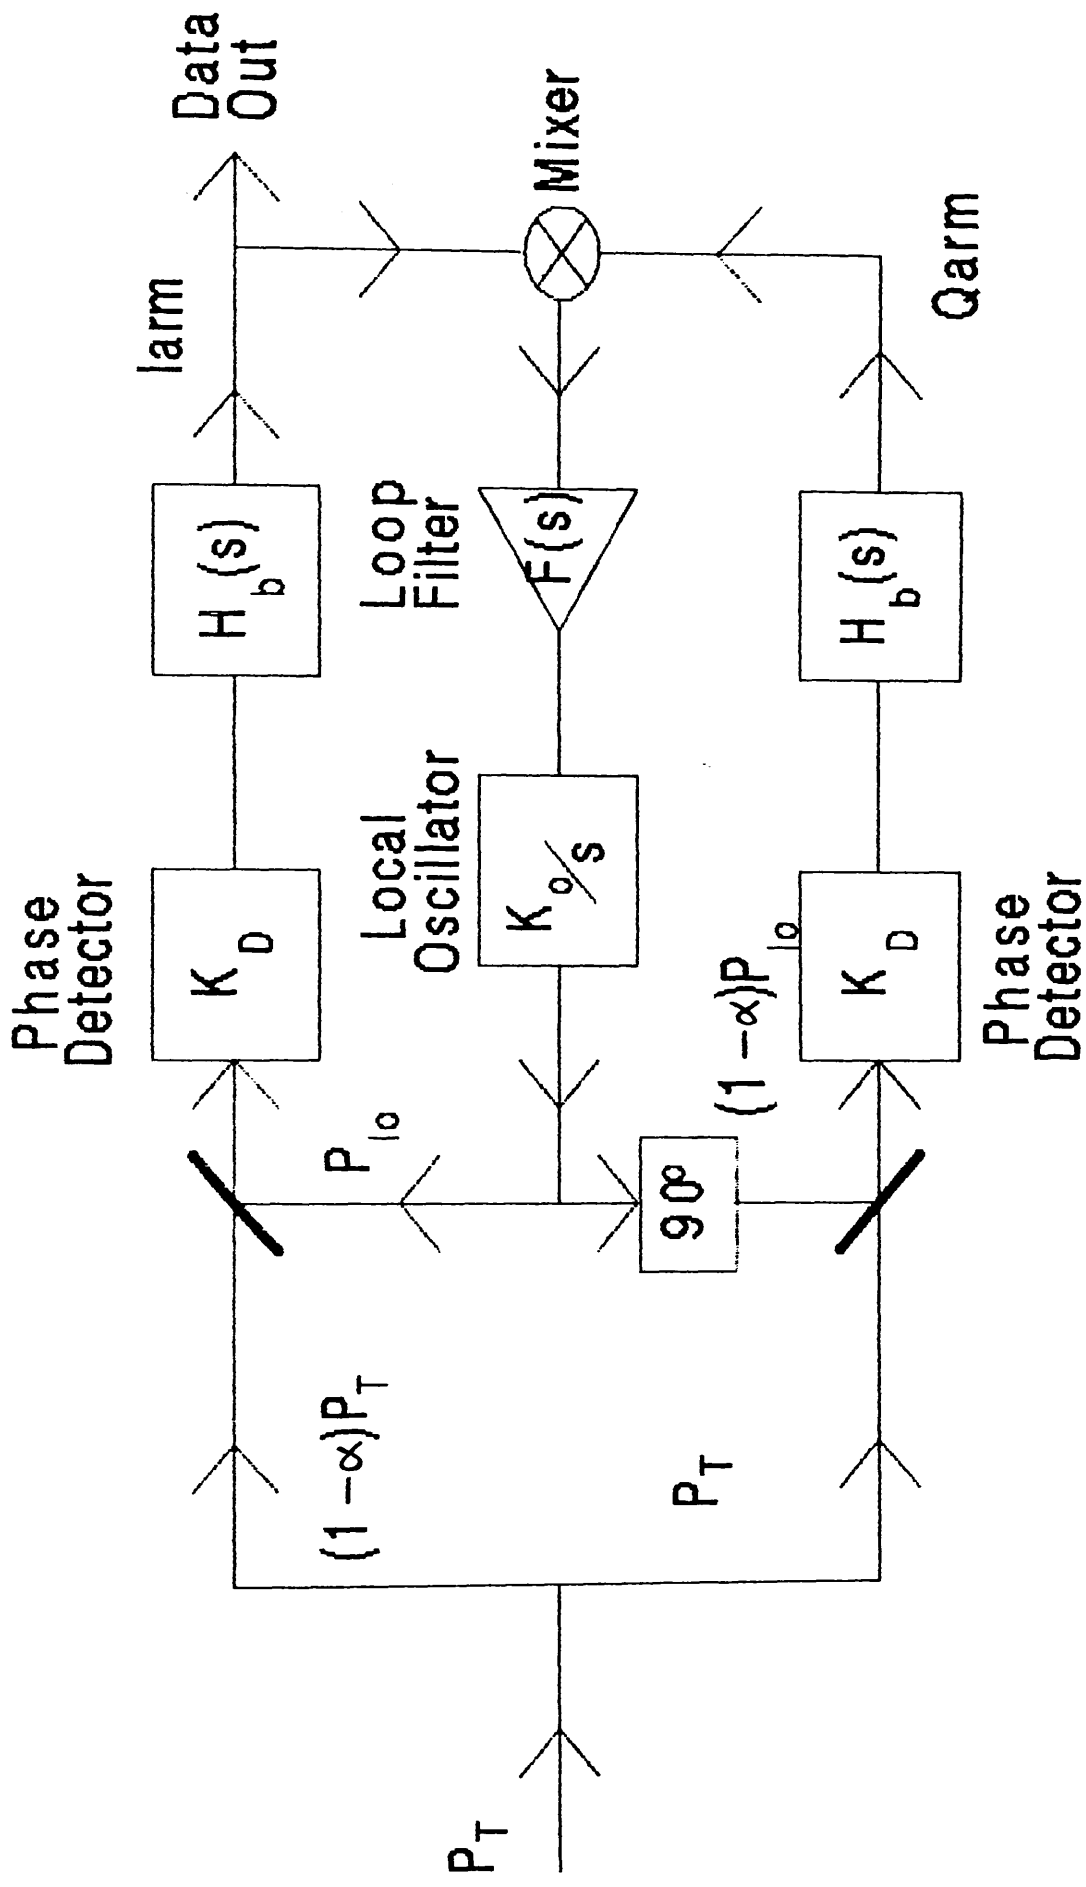 Phase
Detector
K_D
H_b(s)
Iarm
Data
Out
(1-α)P_T
P_lo
Local
Oscillator
K_o/s
Loop
Filter
F(s)
Mixer
P_T
90º
P_T
(1-α)P_lo
K_D
Phase
Detector
H_b(s)
Qarm